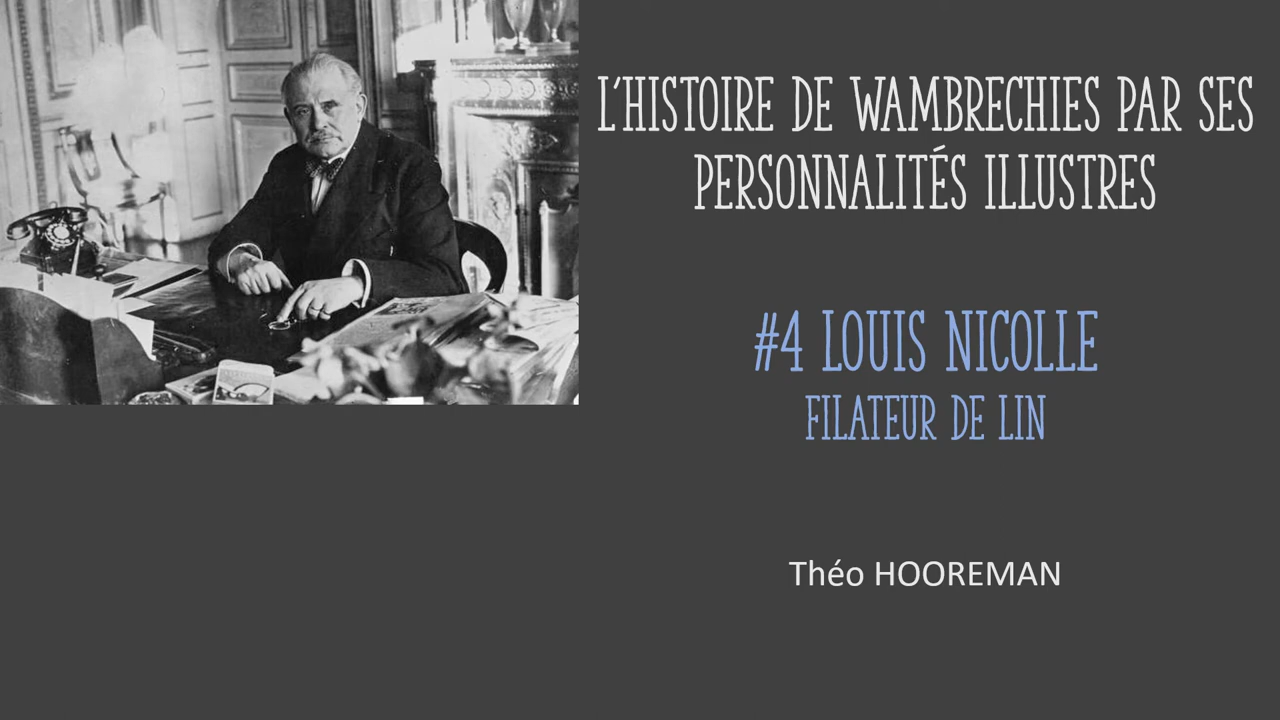 L'HISTOIRE DE WAMBRECHIES PAR SES
PERSONNALITÉS ILLUSTRES
#4 LOUIS NICOLLE
FILATEUR DE LIN
Théo HOOREMAN